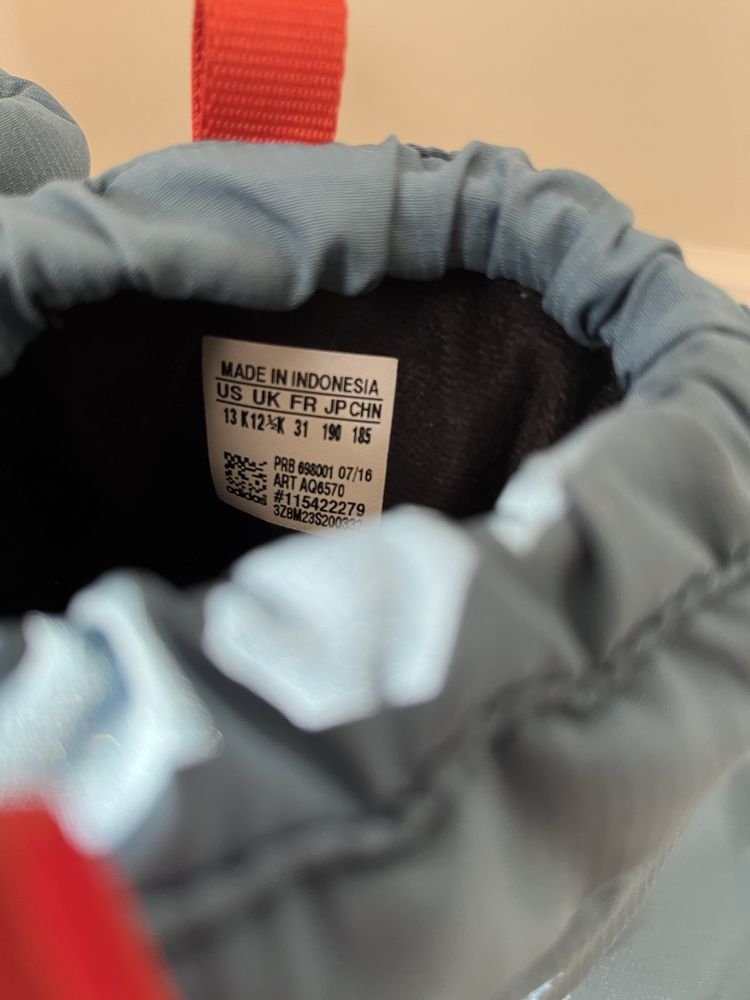 MADE IN INDONESIA
US UK FR JP CHN
13 K 12½K 31 190 185
PRB 698001 07/16
ART AQ6570
#115422279
adidas